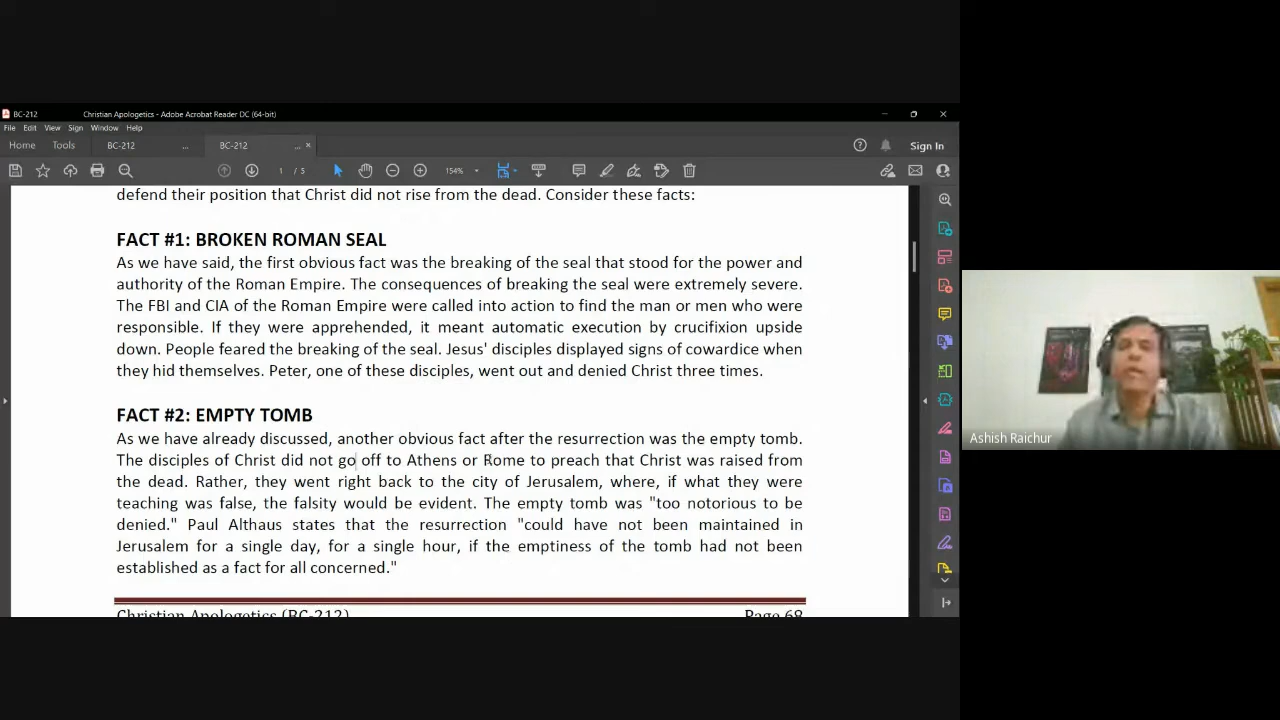 BC-212 Christian Apologetics - Adobe Acrobat Reader DC (64-bit)
File Edit View Sign Window Help
Home Tools BC-212 ... BC-212 ... × Sign In
1 / 5 154%
defend their position that Christ did not rise from the dead. Consider these facts:
FACT #1: BROKEN ROMAN SEAL
As we have said, the first obvious fact was the breaking of the seal that stood for the power and
authority of the Roman Empire. The consequences of breaking the seal were extremely severe.
The FBI and CIA of the Roman Empire were called into action to find the man or men who were
responsible. If they were apprehended, it meant automatic execution by crucifixion upside
down. People feared the breaking of the seal. Jesus' disciples displayed signs of cowardice when
they hid themselves. Peter, one of these disciples, went out and denied Christ three times.
FACT #2: EMPTY TOMB
As we have already discussed, another obvious fact after the resurrection was the empty tomb.
The disciples of Christ did not go off to Athens or Rome to preach that Christ was raised from
the dead. Rather, they went right back to the city of Jerusalem, where, if what they were
teaching was false, the falsity would be evident. The empty tomb was "too notorious to be
denied." Paul Althaus states that the resurrection "could have not been maintained in
Jerusalem for a single day, for a single hour, if the emptiness of the tomb had not been
established as a fact for all concerned."
Christian Apologetics (BC-212) Page 68
Ashish Raichur